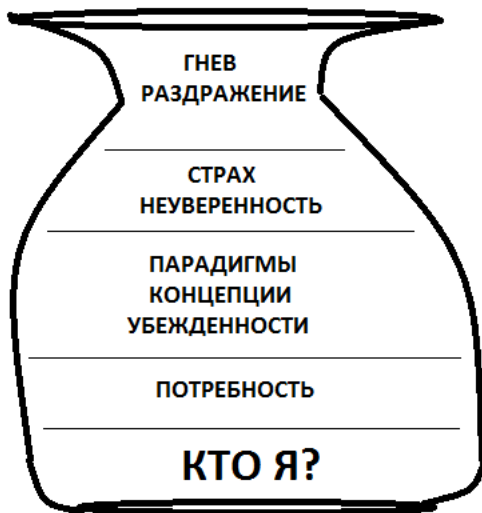 ГНЕВ
РАЗДРАЖЕНИЕ
СТРАХ
НЕУВЕРЕННОСТЬ
ПАРАДИГМЫ
КОНЦЕПЦИИ
УБЕЖДЕННОСТИ
ПОТРЕБНОСТЬ
КТО Я?